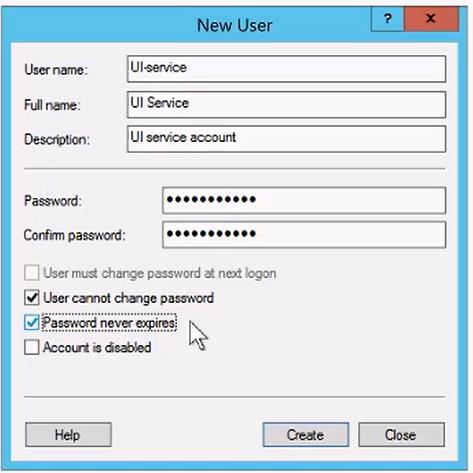 New User
? x
User name: UI-service
Full name: UI Service
Description: UI service account
Password: •••••••••••
Confirm password: •••••••••••
User must change password at next logon
User cannot change password
Password never expires
Account is disabled
Help Create Close